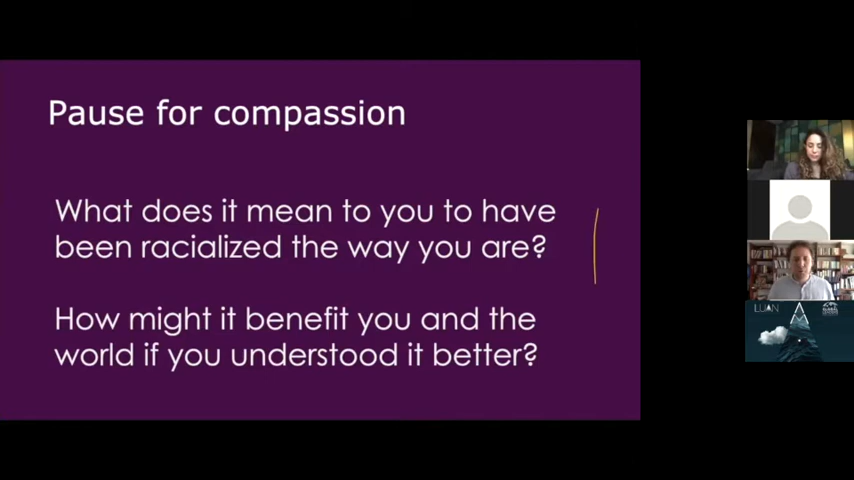 Pause for compassion
What does it mean to you to have
been racialized the way you are?
How might it benefit you and the
world if you understood it better?
LUAN